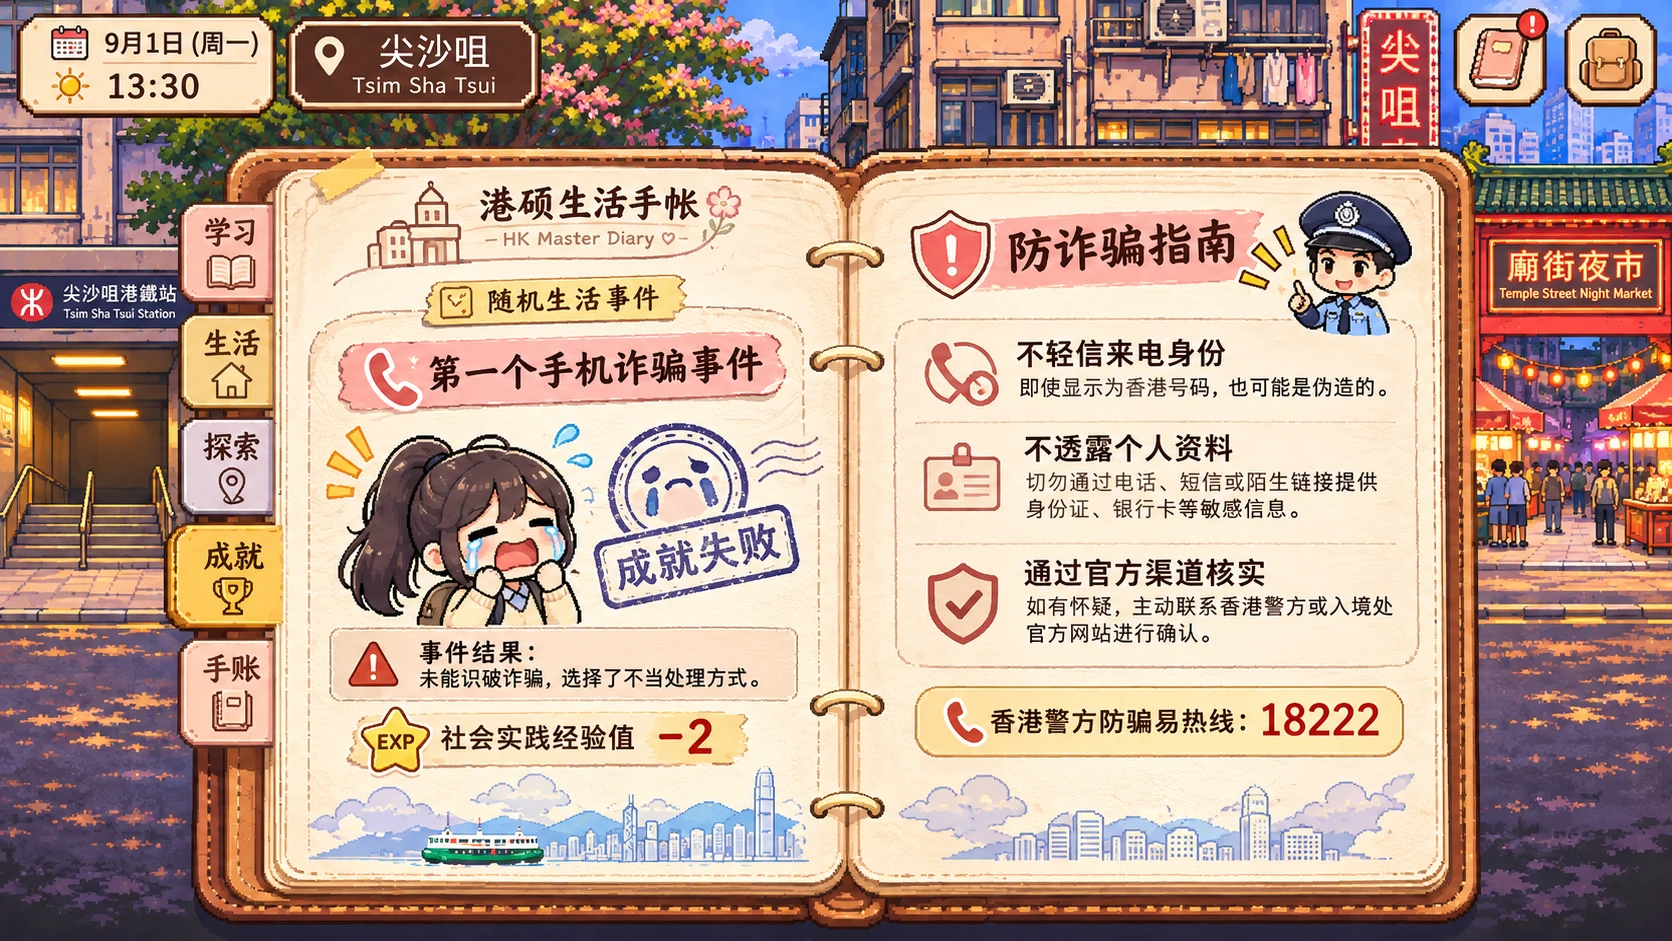 9月1日 (周一)
13:30
尖沙咀
Tsim Sha Tsui
尖
咀
尖沙咀港鐵站
Tsim Sha Tsui Station
廟街夜市
Temple Street Night Market
学习
生活
探索
成就
手账
港硕生活手帐
HK Master Diary
随机生活事件
第一个手机诈骗事件
成就失败
事件结果：
未能识破诈骗，选择了不当处理方式。
EXP
社会实践经验值 -2
防诈骗指南
不轻信来电身份
即使显示为香港号码，也可能是伪造的。
不透露个人资料
切勿通过电话、短信或陌生链接提供
身份证、银行卡等敏感信息。
通过官方渠道核实
如有怀疑，主动联系香港警方或入境处
官方网站进行确认。
香港警方防骗易热线：18222